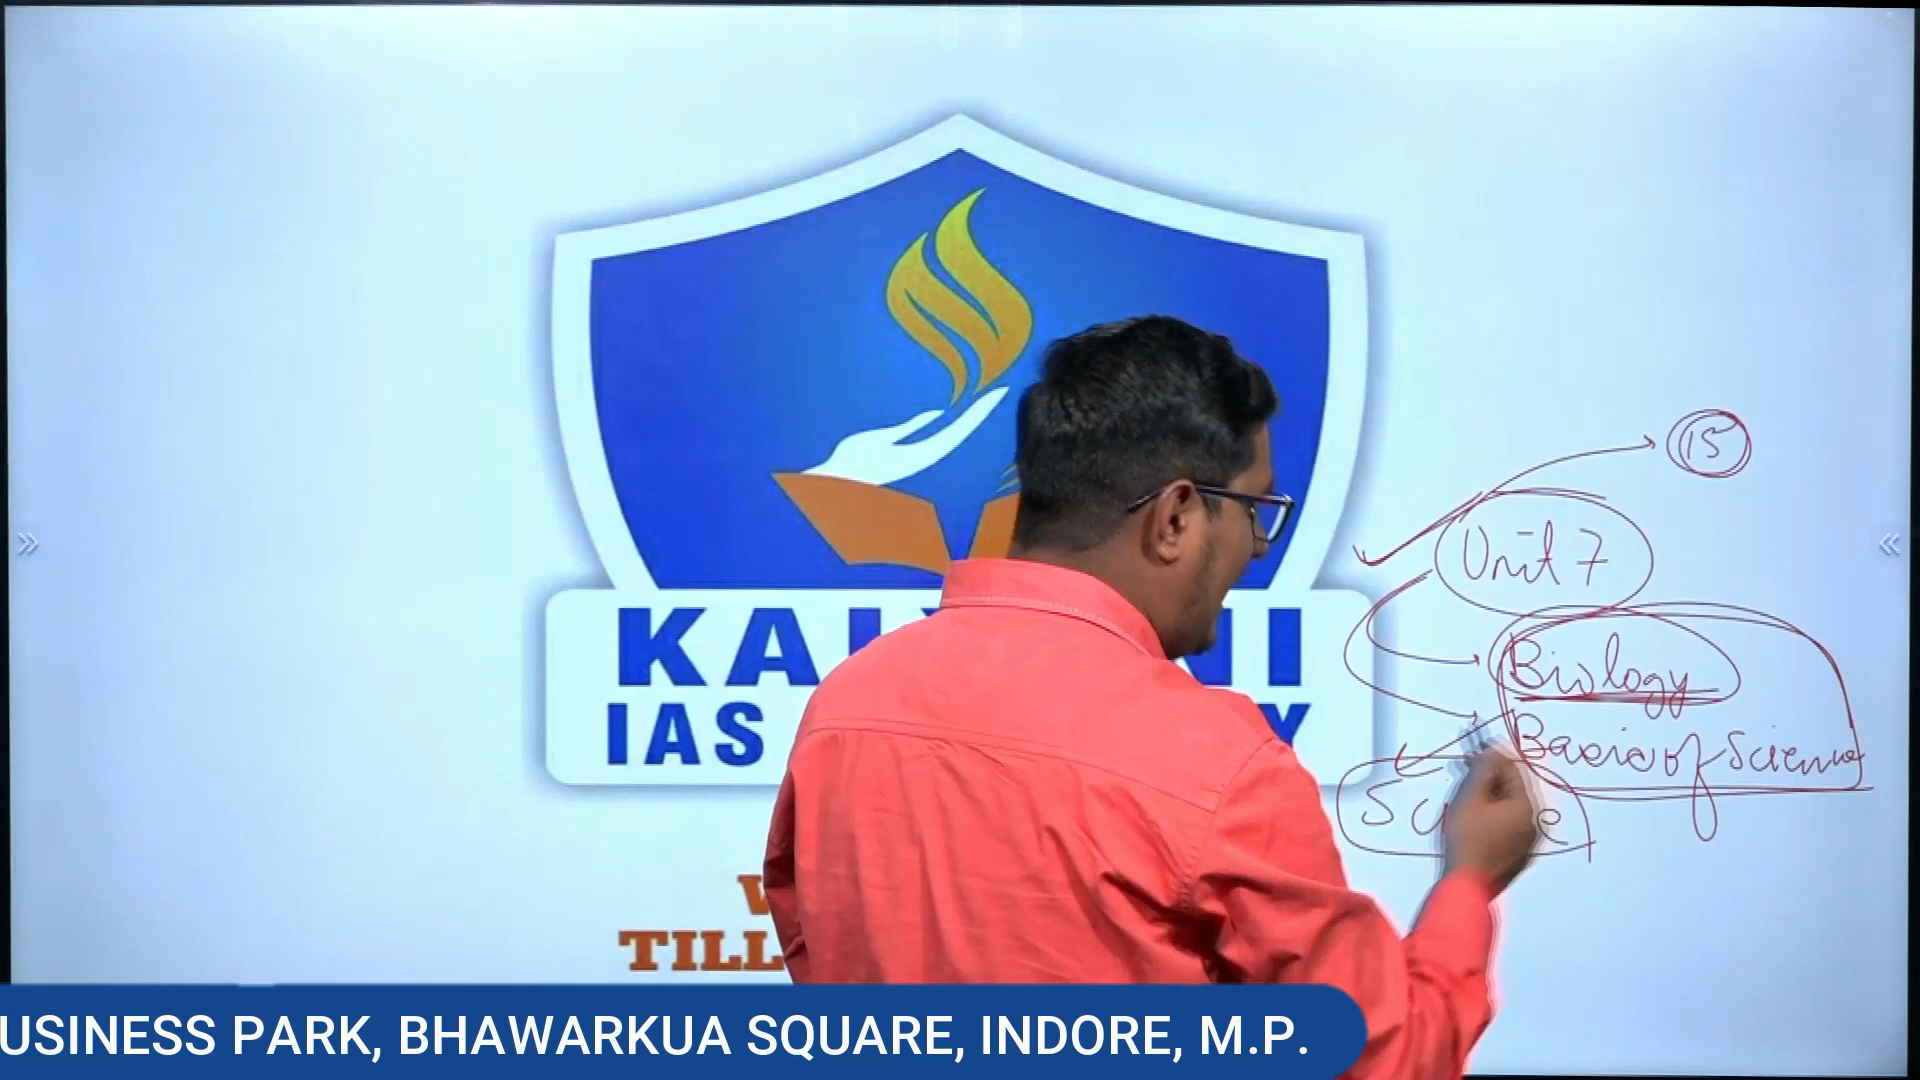 15
Unit 7
Biology
Basic of Science
KAL NI
IAS Y
TILL
USINESS PARK, BHAWARKUA SQUARE, INDORE, M.P.